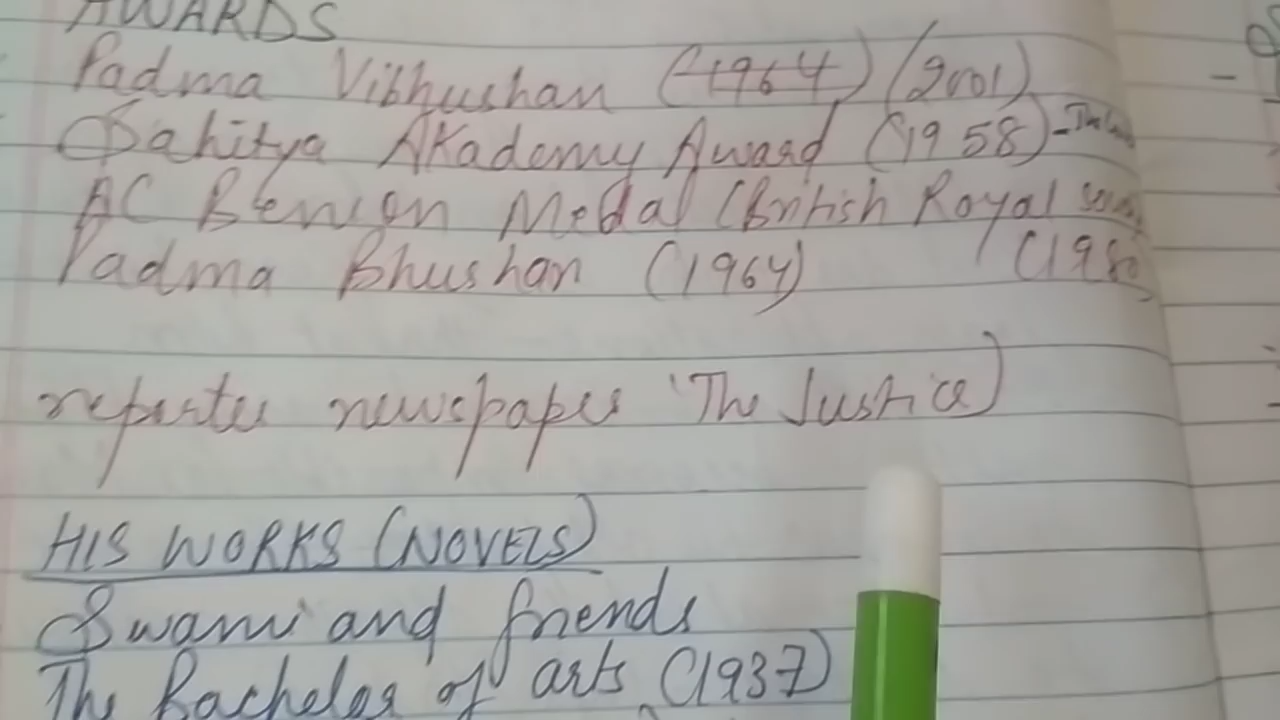 AWARDS
Padma Vibhushan (1964) (2001)
Sahitya Akademy Award (1958) -
AC Benson Medal (British Royal
Padma Bhushan (1964) (1980)
reporter newspaper 'The Justice)
HIS WORKS (NOVELS)
Swami and friends
The Bachelor of arts (1937)